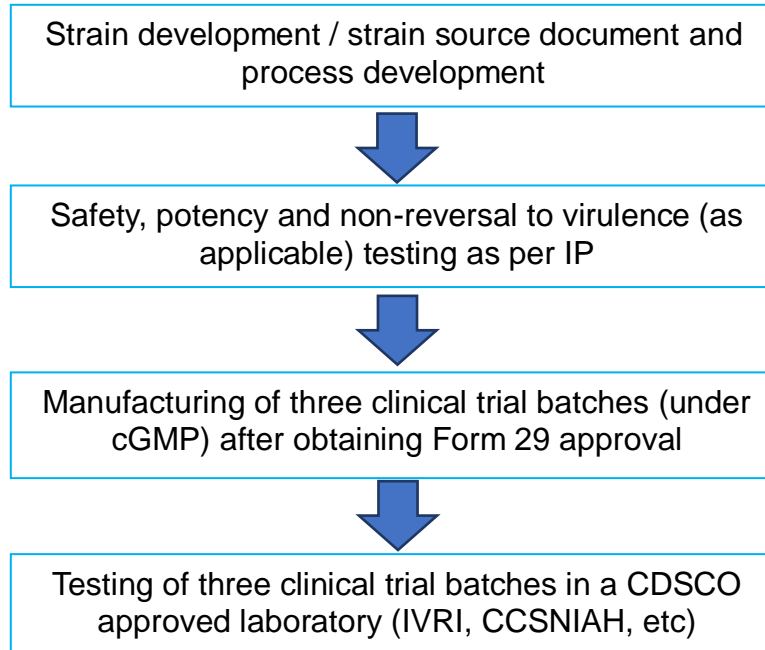 Strain development / strain source document and
process development
Safety, potency and non-reversal to virulence (as
applicable) testing as per IP
Manufacturing of three clinical trial batches (under
cGMP) after obtaining Form 29 approval
Testing of three clinical trial batches in a CDSCO
approved laboratory (IVRI, CCSNIAH, etc)